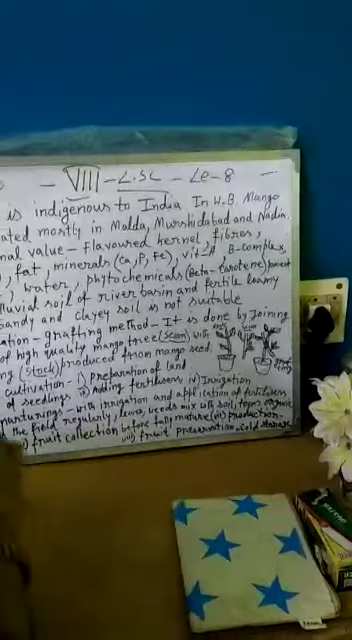 - VIII - L.SC - Le-8 -
is indigenous to India. In W.B. Mango
ated mostly in Malda, Murshidabad and Nadia.
nal value - Flavoured kernel, fibres,
, fat, minerals (Ca, P, Fe), vit-A, B-complex,
, water, phytochemicals (Beta-carotene) present
lluvial soil of river basin and fertile loamy
sandy and clayey soil is not suitable
ation - grafting method - It is done by joining
of high quality mango tree (Scion) with
ng (Stock) produced from mango seed.
cultivation - i) Preparation of land
of seedlings iii) Adding fertilisers iv) Irrigation
nurturings - with irrigation and application of fertilisers
the field regularly, weeds mix with soil,
fruit collection before fully mature production -
viii) fruit preservation - cold storage